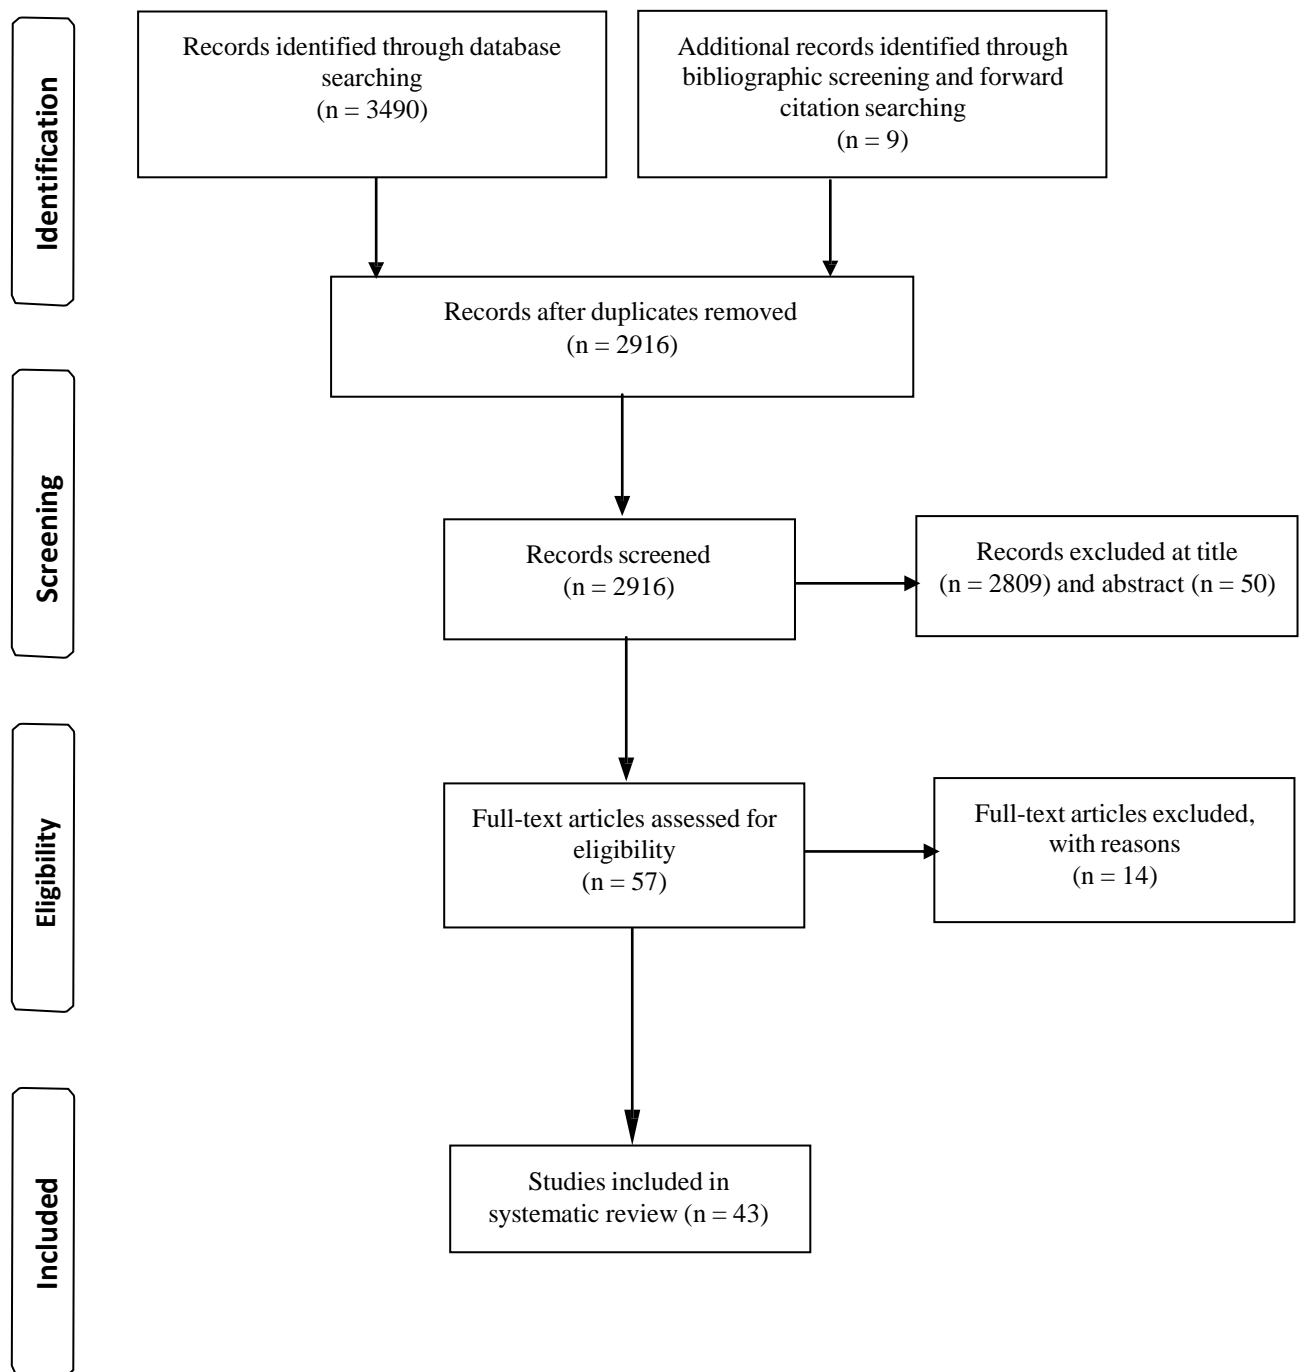 Identification
Records identified through database
searching
(n = 3490)
Additional records identified through
bibliographic screening and forward
citation searching
(n = 9)
Records after duplicates removed
(n = 2916)
Screening
Records screened
(n = 2916)
Records excluded at title
(n = 2809) and abstract (n = 50)
Eligibility
Full-text articles assessed for
eligibility
(n = 57)
Full-text articles excluded,
with reasons
(n = 14)
Included
Studies included in
systematic review (n = 43)